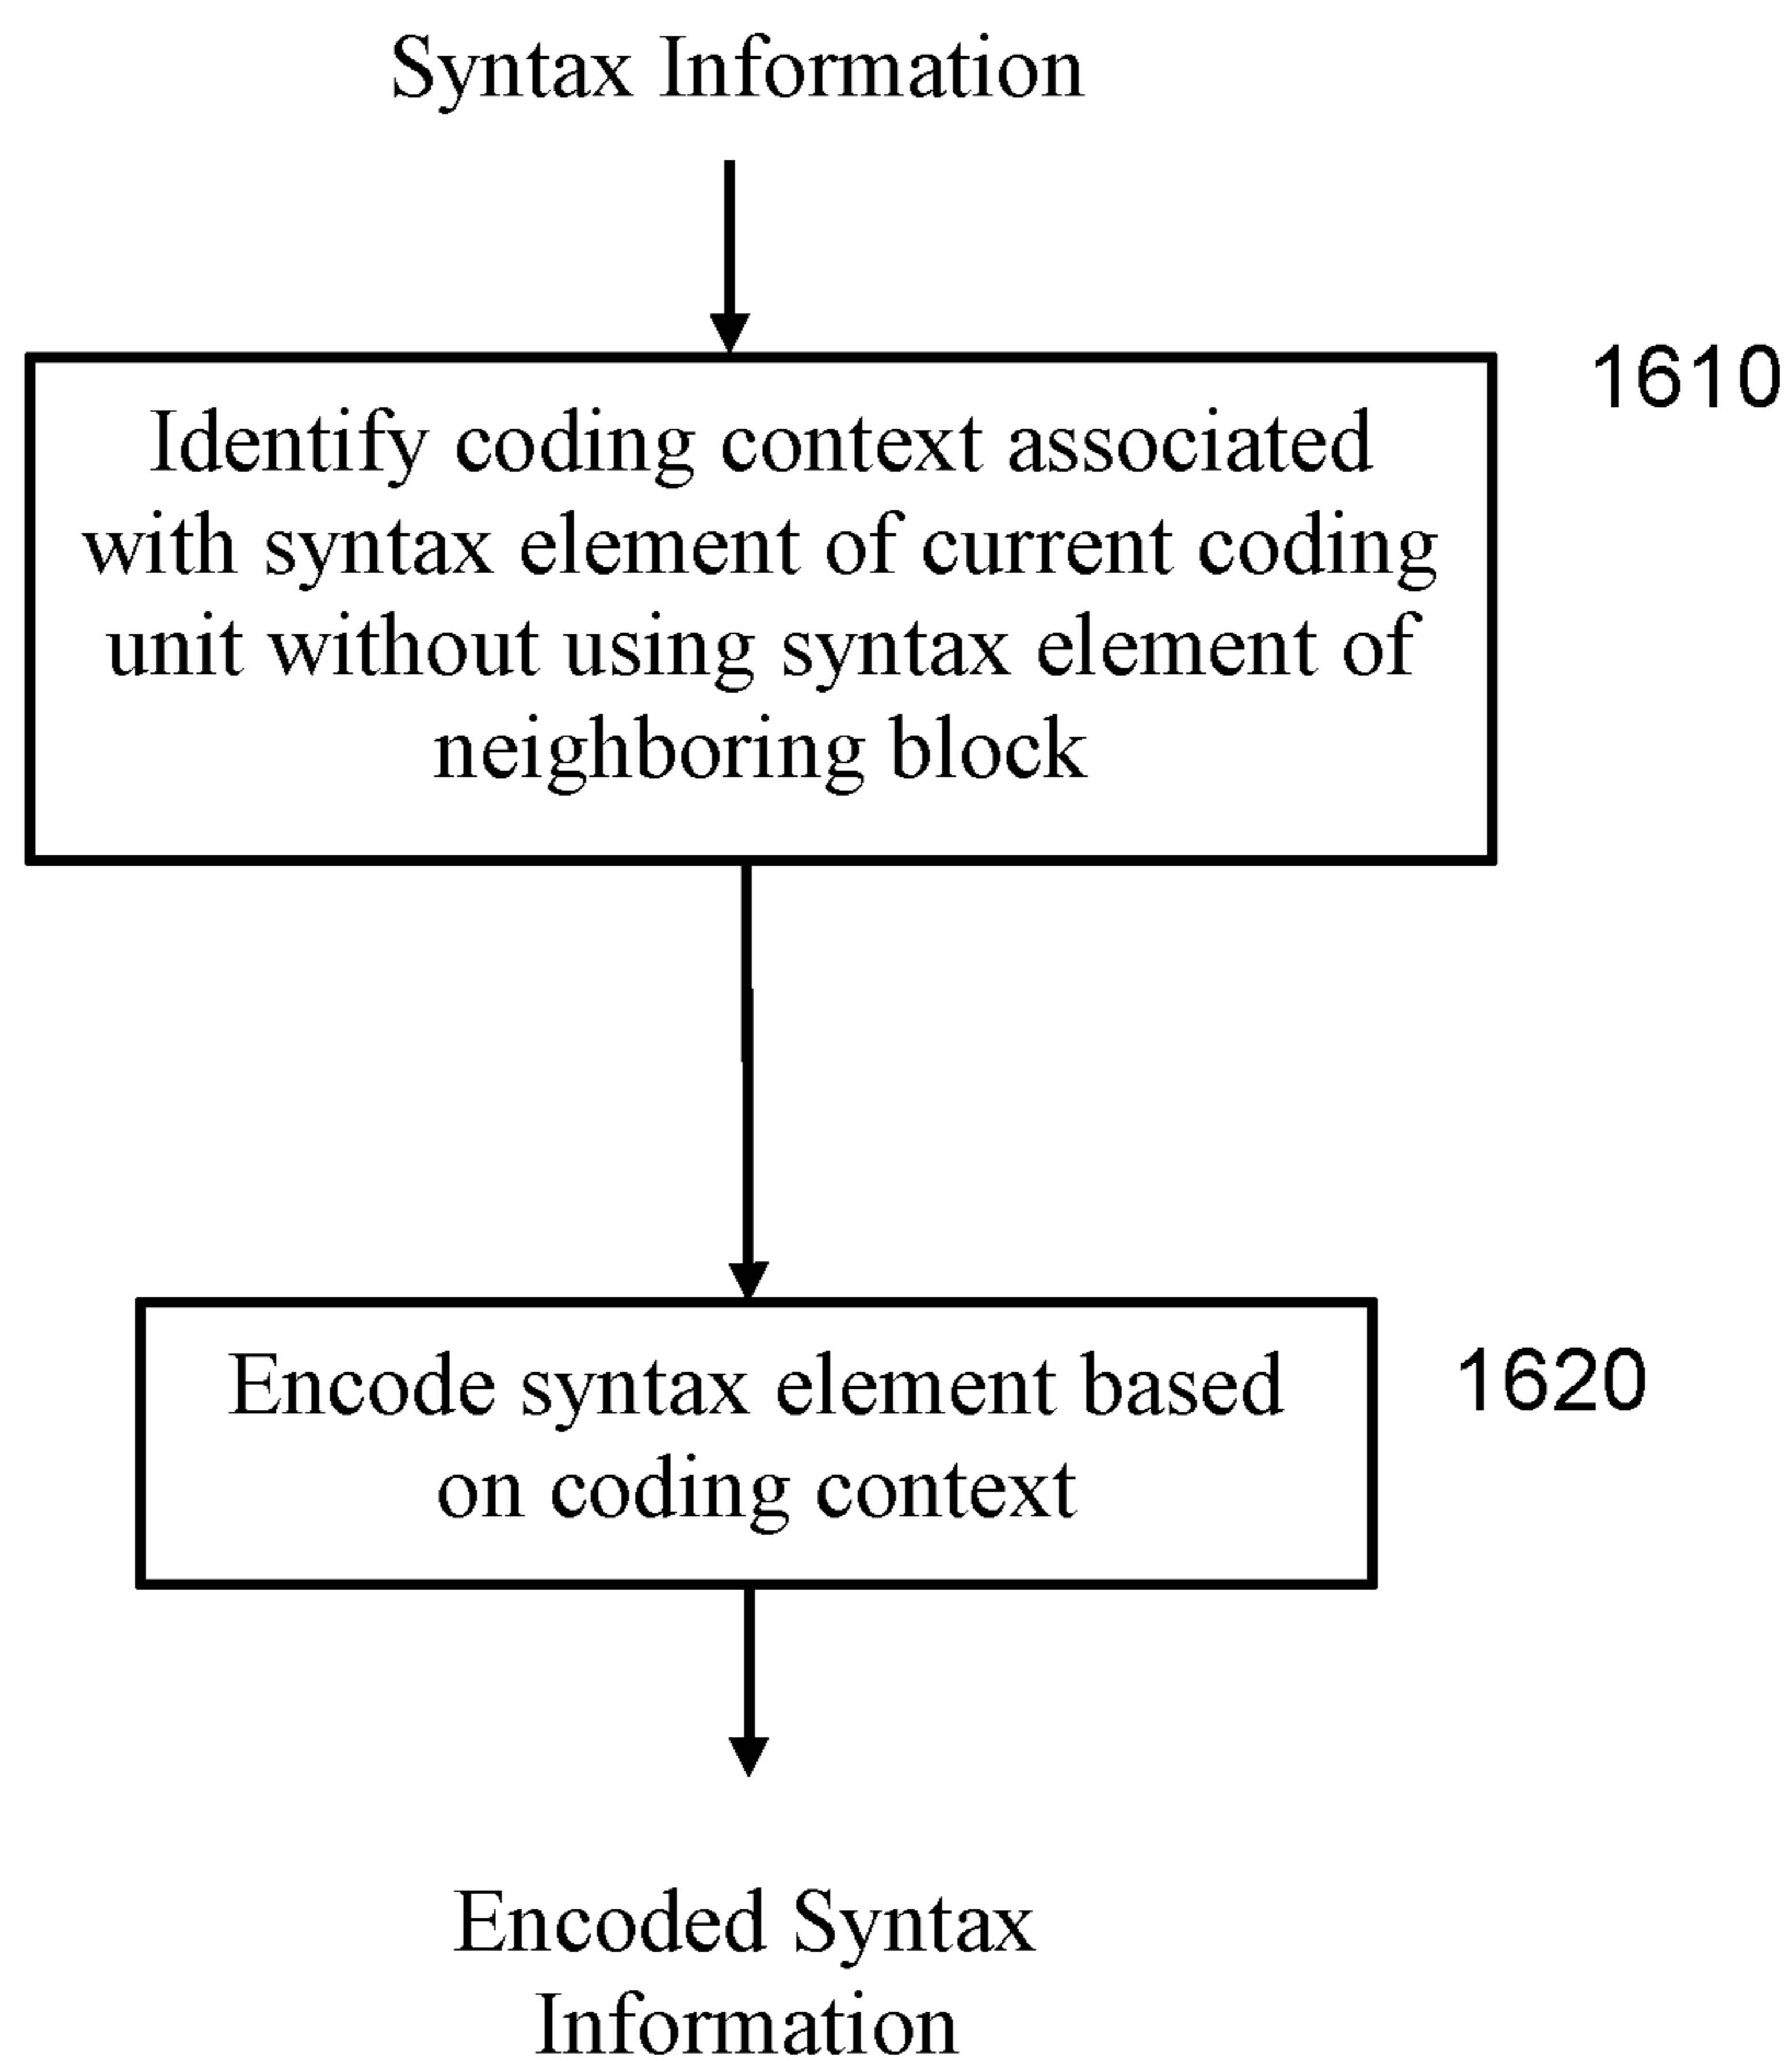 Syntax Information
1610
Identify coding context associated
with syntax element of current coding
unit without using syntax element of
neighboring block
1620
Encode syntax element based
on coding context
Encoded Syntax
Information